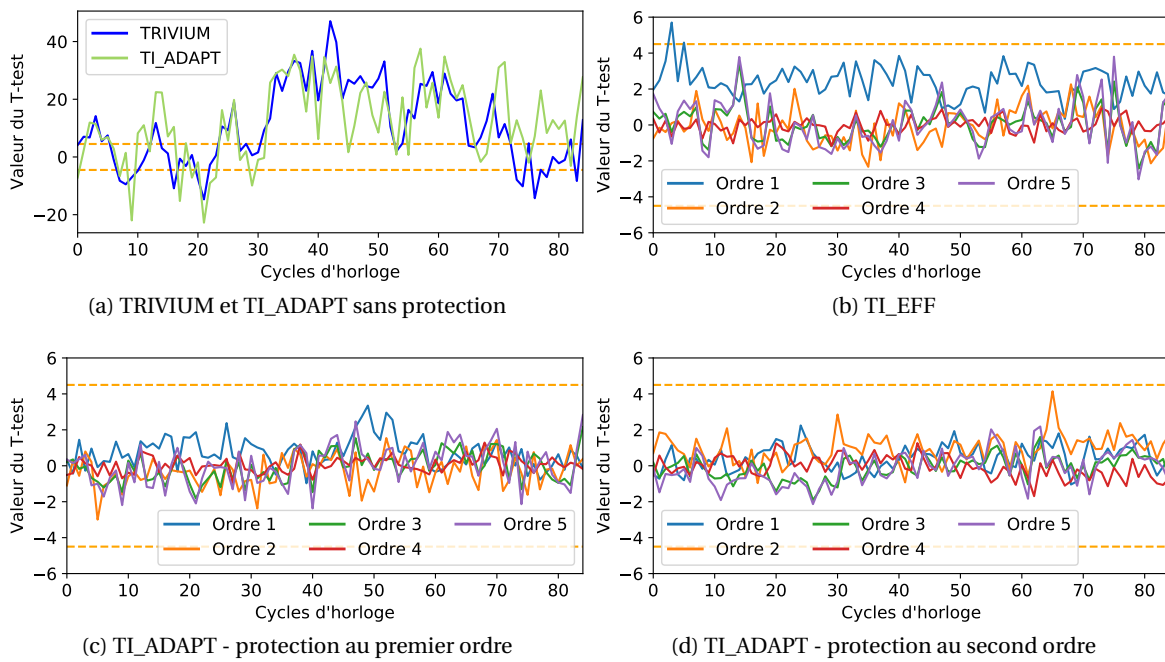 Valeur du T-test
40
20
0
−20
TRIVIUM
TI_ADAPT
0 10 20 30 40 50 60 70 80
Cycles d'horloge
(a) TRIVIUM et TI_ADAPT sans protection
Valeur du T-test
6
4
2
0
−2
−4
−6
Ordre 1 Ordre 3 Ordre 5
Ordre 2 Ordre 4
0 10 20 30 40 50 60 70 80
Cycles d'horloge
(b) TI_EFF
Valeur du T-test
6
4
2
0
−2
−4
−6
Ordre 1 Ordre 3 Ordre 5
Ordre 2 Ordre 4
0 10 20 30 40 50 60 70 80
Cycles d'horloge
(c) TI_ADAPT - protection au premier ordre
Valeur du T-test
6
4
2
0
−2
−4
−6
Ordre 1 Ordre 3 Ordre 5
Ordre 2 Ordre 4
0 10 20 30 40 50 60 70 80
Cycles d'horloge
(d) TI_ADAPT - protection au second ordre